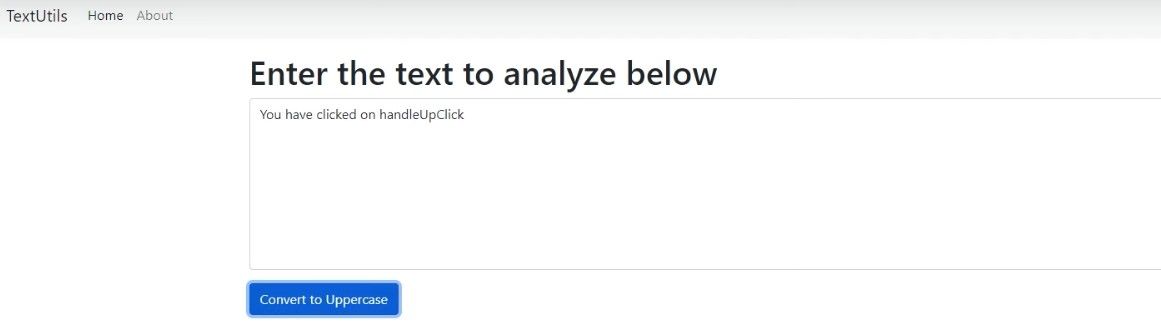 TextUtils Home About
Enter the text to analyze below
You have clicked on handleUpClick
Convert to Uppercase